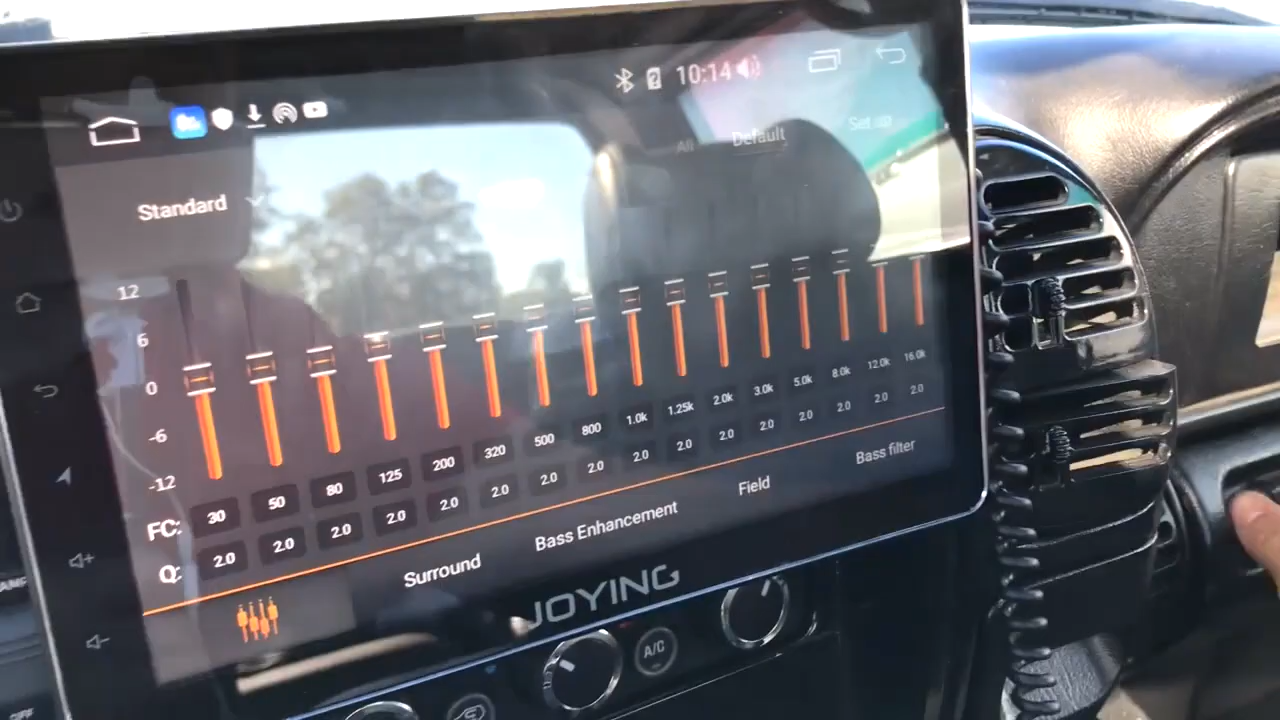 10:14
All Default Set up
Standard
12
6
0
-6
-12
FC: 30 50 80 125 200 320 500 800 1.0k 1.25k 2.0k 3.0k 5.0k 8.0k 12.0k 16.0k
Q: 2.0 2.0 2.0 2.0 2.0 2.0 2.0 2.0 2.0 2.0 2.0 2.0 2.0 2.0 2.0 2.0
Surround Bass Enhancement Field Bass filter
JOYING
A/C
OFF